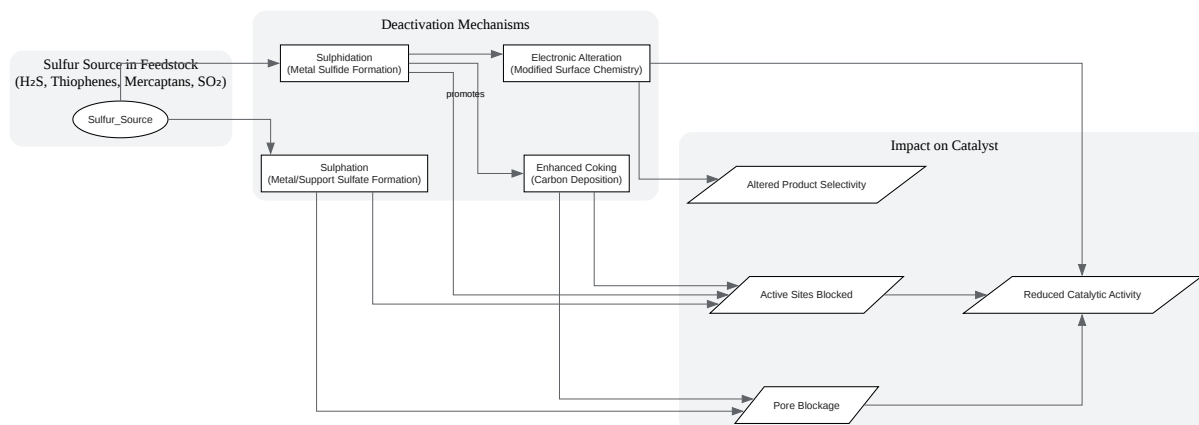 Deactivation Mechanisms
Sulfur Source in Feedstock
(H₂S, Thiophenes, Mercaptans, SO₂)
Sulphidation
(Metal Sulfide Formation)
Electronic Alteration
(Modified Surface Chemistry)
promotes
Sulfur_Source
Sulphation
(Metal/Support Sulfate Formation)
Enhanced Coking
(Carbon Deposition)
Impact on Catalyst
Altered Product Selectivity
Active Sites Blocked
Reduced Catalytic Activity
Pore Blockage